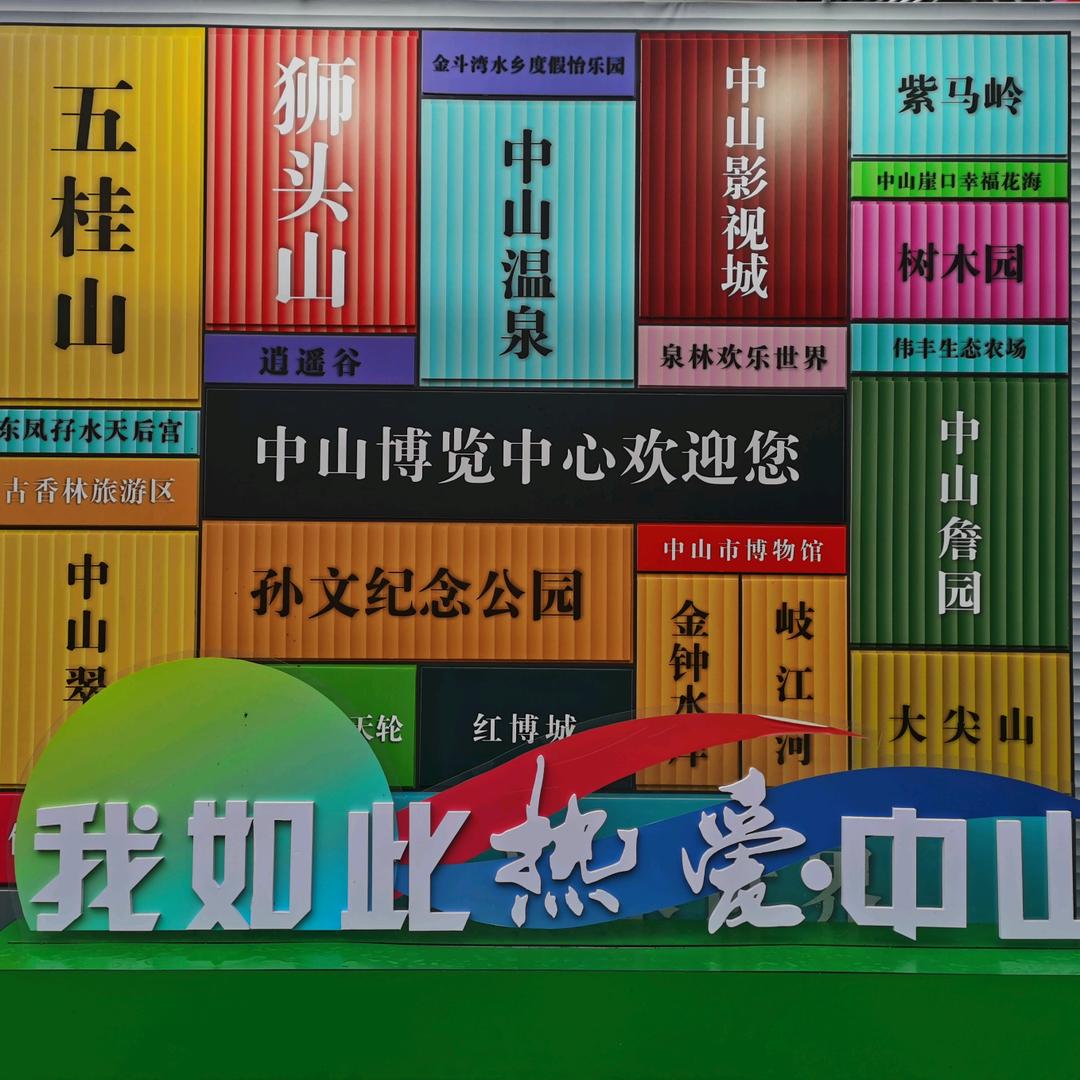 五桂山
狮头山
金斗湾水乡度假怡乐园
中山温泉
中山影视城
紫马岭
中山崖口幸福花海
树木园
逍遥谷
泉林欢乐世界
伟丰生态农场
东凤孖水天后宫
中山博览中心欢迎您
中山詹园
古香林旅游区
孙文纪念公园
中山市博物馆
中山翠
金钟水库
岐江河
大尖山
天轮
红博城
我如此热爱·中山